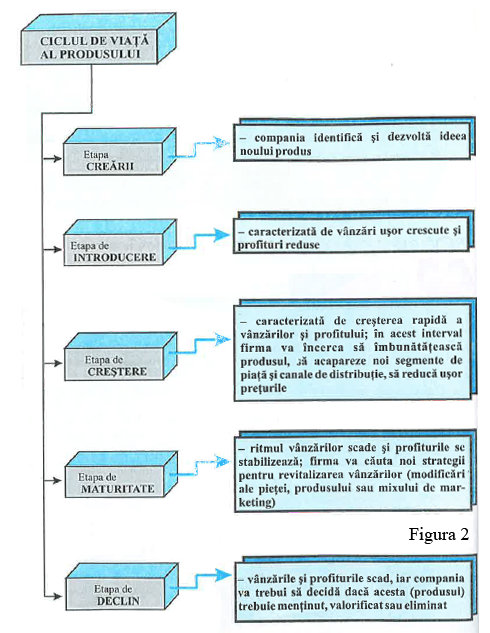 CICLUL DE VIAȚĂ
AL PRODUSULUI
Etapa
CREĂRII
– compania identifică și dezvoltă ideea
noului produs
Etapa de
INTRODUCERE
– caracterizată de vânzări ușor crescute și
profituri reduse
Etapa de
CREȘTERE
– caracterizată de creșterea rapidă a
vânzărilor și profitului; în acest interval
firma va încerca să îmbunătățească
produsul, să acapareze noi segmente de
piață și canale de distribuție, să reducă ușor
prețurile
Etapa de
MATURITATE
– ritmul vânzărilor scade și profiturile se
stabilizează; firma va căuta noi strategii
pentru revitalizarea vânzărilor (modificări
ale pieței, produsului sau mixului de mar-
keting)
Figura 2
Etapa de
DECLIN
– vânzările și profiturile scad, iar compania
va trebui să decidă dacă acesta (produsul)
trebuie menținut, valorificat sau eliminat